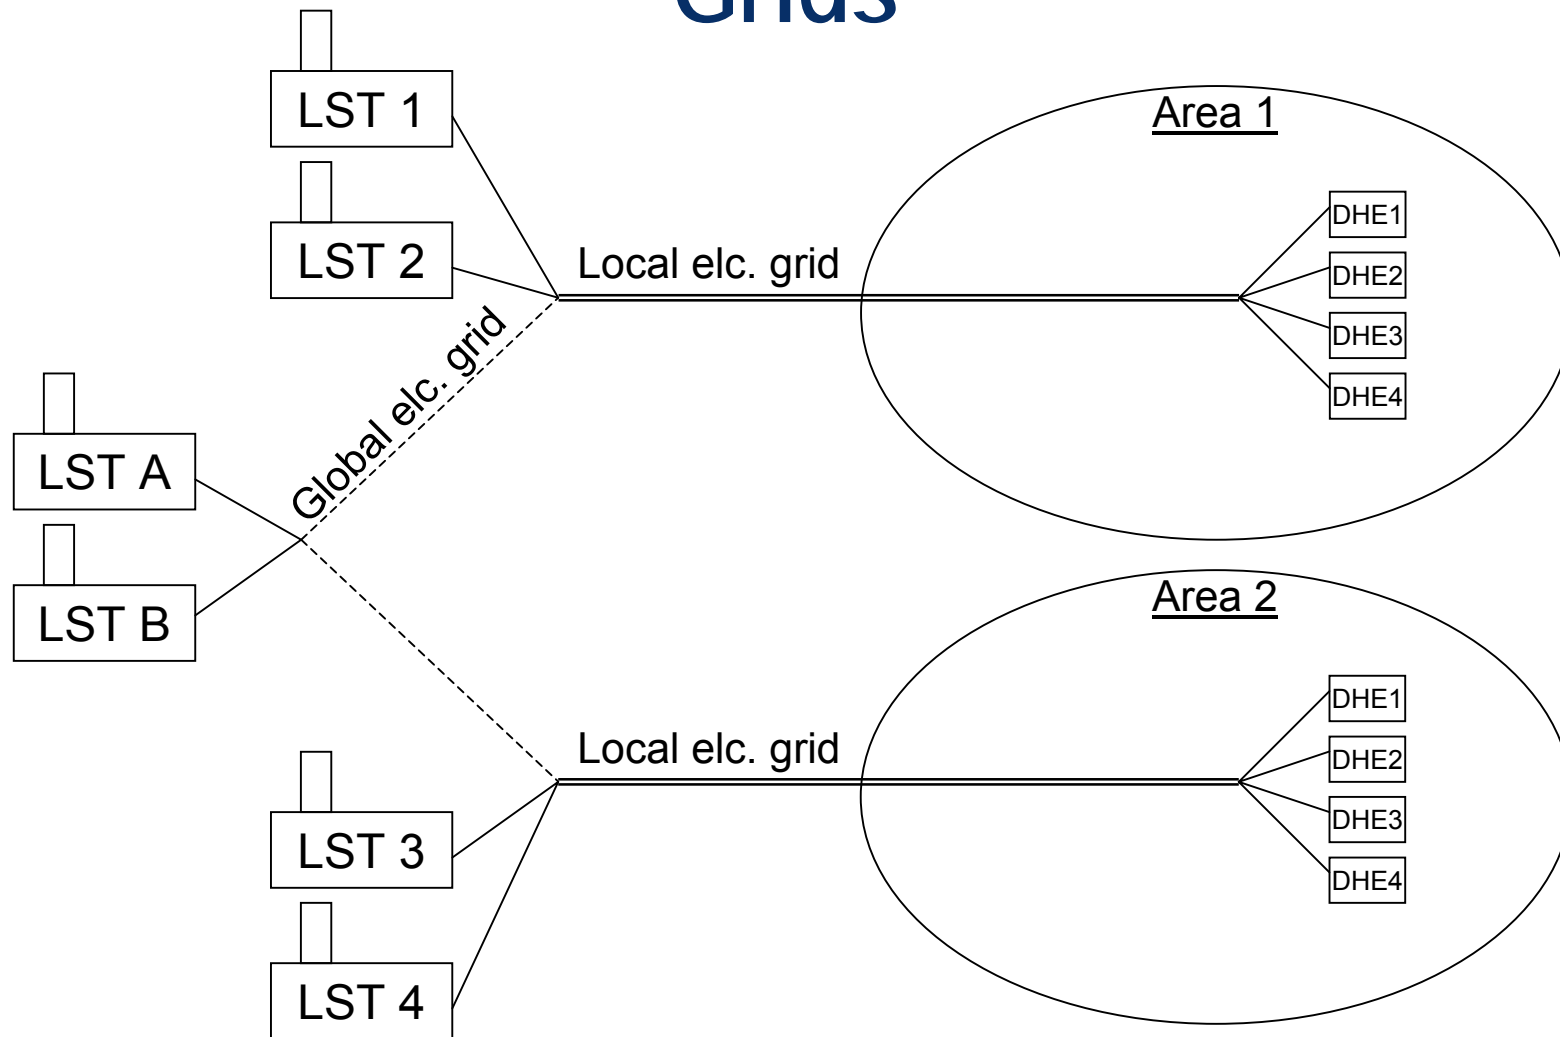 Grids
LST 1
Area 1
LST 2
Local elc. grid
DHE1
DHE2
DHE3
DHE4
Global elc. grid
LST A
LST B
Area 2
Local elc. grid
DHE1
DHE2
DHE3
DHE4
LST 3
LST 4